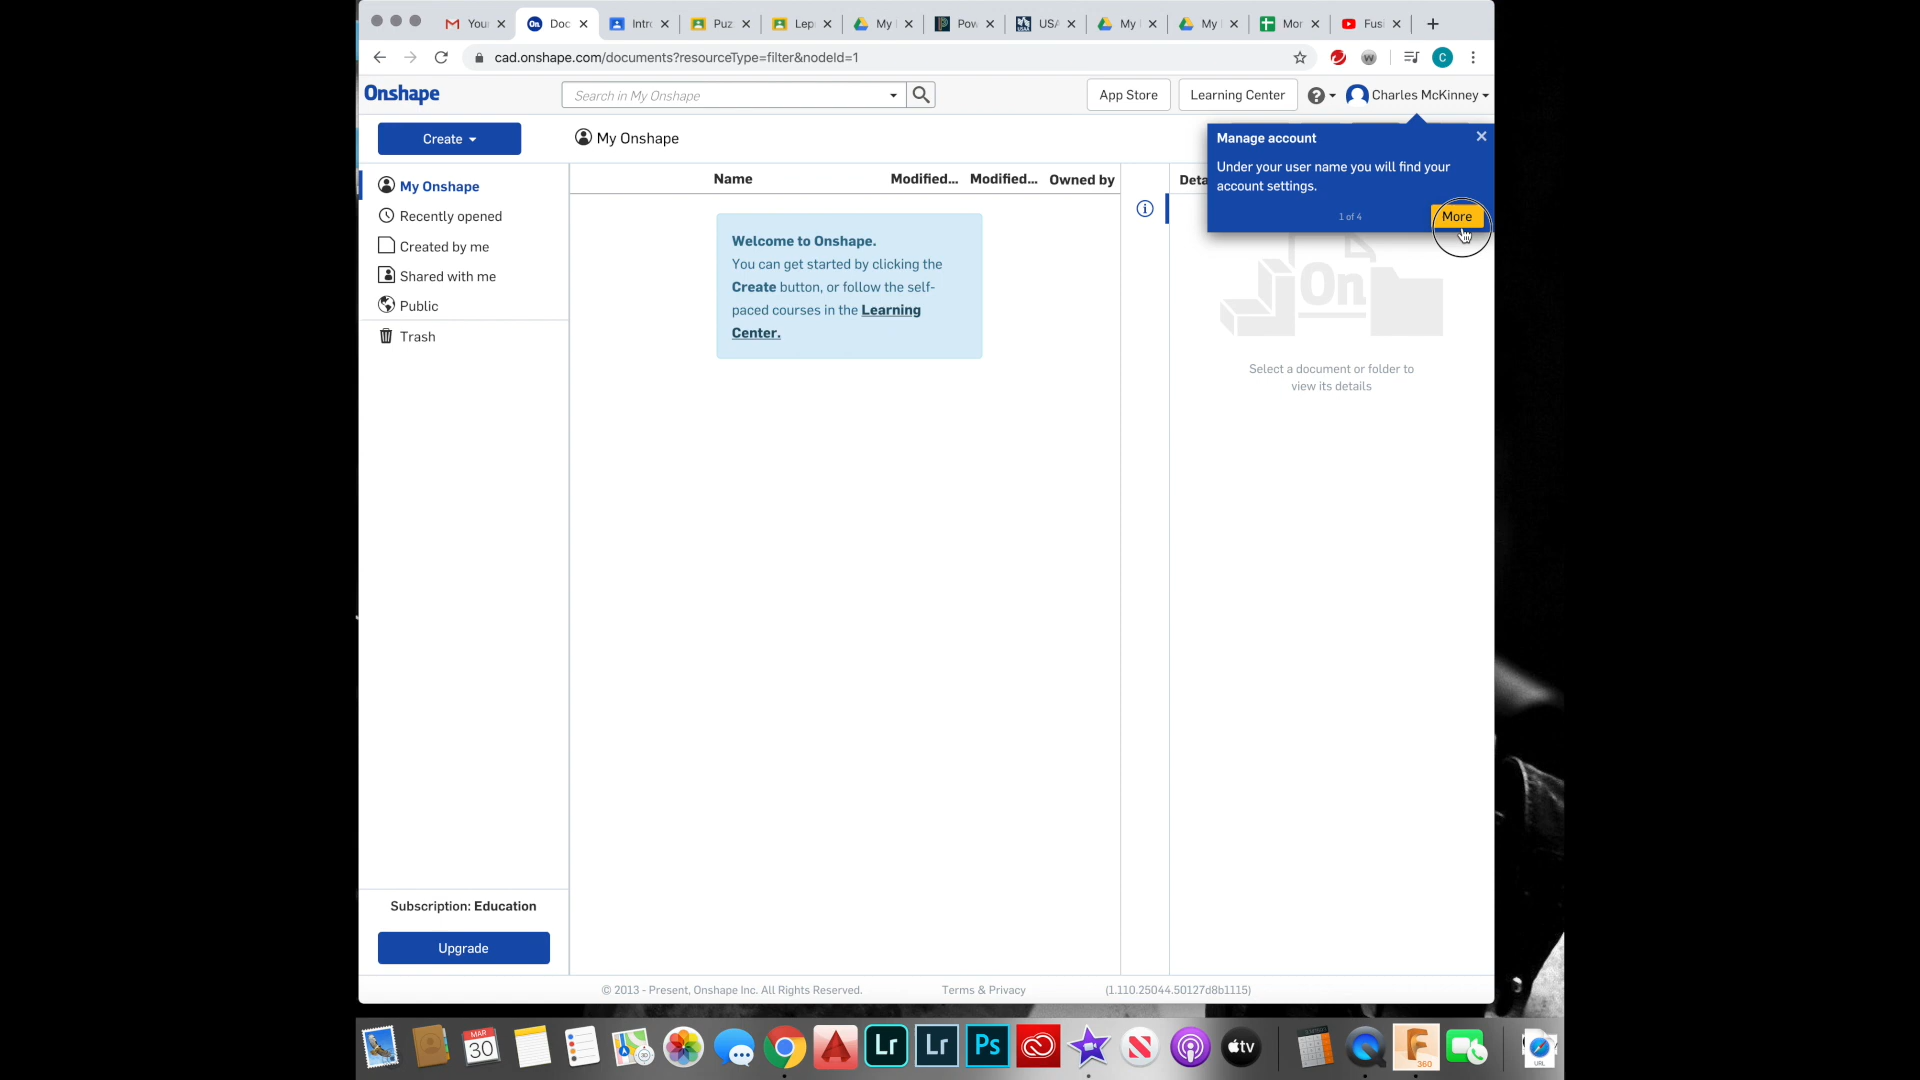 You
Doc
Intr
Puz
Lep
My
Pow
USA
My
My
Mor
Fus
cad.onshape.com/documents?resourceType=filter&nodeId=1
W
C
Onshape
Search in My Onshape
App Store
Learning Center
?
Charles McKinney
Create
My Onshape
Manage account
Under your user name you will find your
account settings.
1 of 4
More
My Onshape
Recently opened
Created by me
Shared with me
Public
Trash
Name
Modified...
Modified...
Owned by
Deta
Welcome to Onshape.
You can get started by clicking the
Create button, or follow the self-
paced courses in the Learning
Center.
On
Select a document or folder to
view its details
Subscription: Education
Upgrade
© 2013 - Present, Onshape Inc. All Rights Reserved.
Terms & Privacy
(1.110.25044.50127d8b1115)
MAR
30
Lr
Lr
Ps
tv
F
360
URL